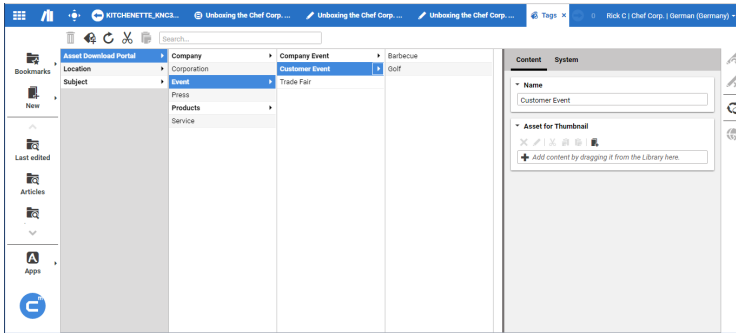 KITCHENETTE_KNC3...
Unboxing the Chef Corp. ...
Unboxing the Chef Corp. ...
Unboxing the Chef Corp. ...
Tags
0
Rick C | Chef Corp. | German (Germany)
Search...
Bookmarks
New
Last edited
Articles
Apps
Asset Download Portal
Location
Subject
Company
Corporation
Event
Press
Products
Service
Company Event
Customer Event
Trade Fair
Barbecue
Golf
Content
System
Name
Customer Event
Asset for Thumbnail
Add content by dragging it from the Library here.